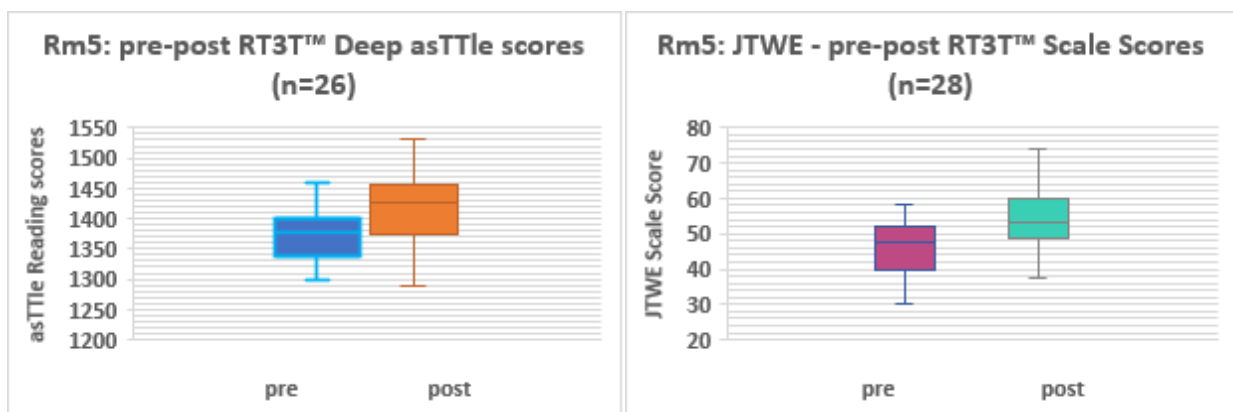 Rm5: pre-post RT3T™ Deep asTTle scores
(n=26)
asTTle Reading scores
1550
1500
1450
1400
1350
1300
1250
1200
pre post
Rm5: JTWE - pre-post RT3T™ Scale Scores
(n=28)
JTWE Scale Score
80
70
60
50
40
30
20
pre post